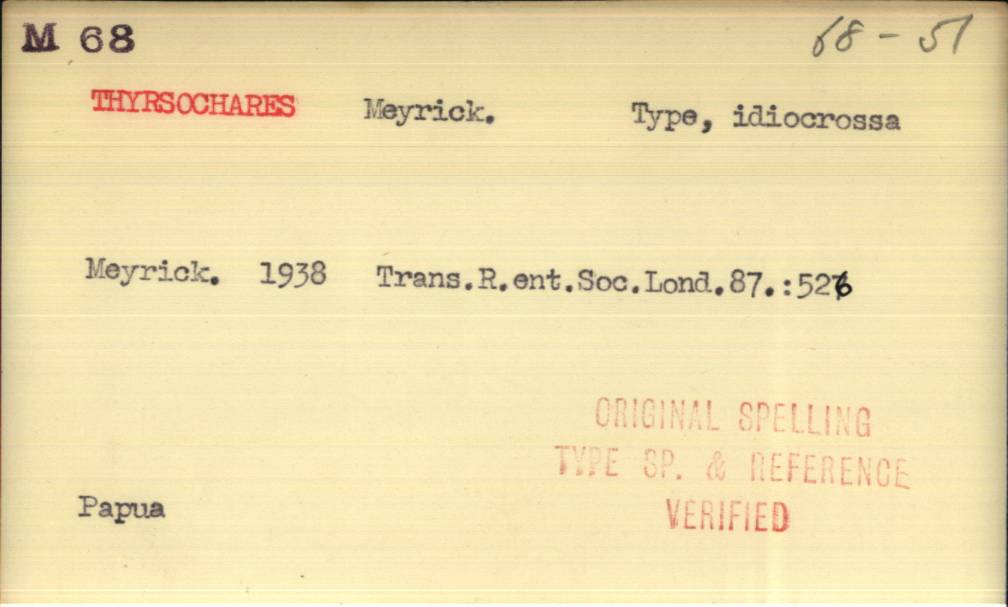 M 68 68 - 51
THYRSOCHARES Meyrick. Type, idiocrossa
Meyrick. 1938 Trans.R.ent.Soc.Lond.87.:526
ORIGINAL SPELLING
TYPE SP. & REFERENCE
Papua VERIFIED